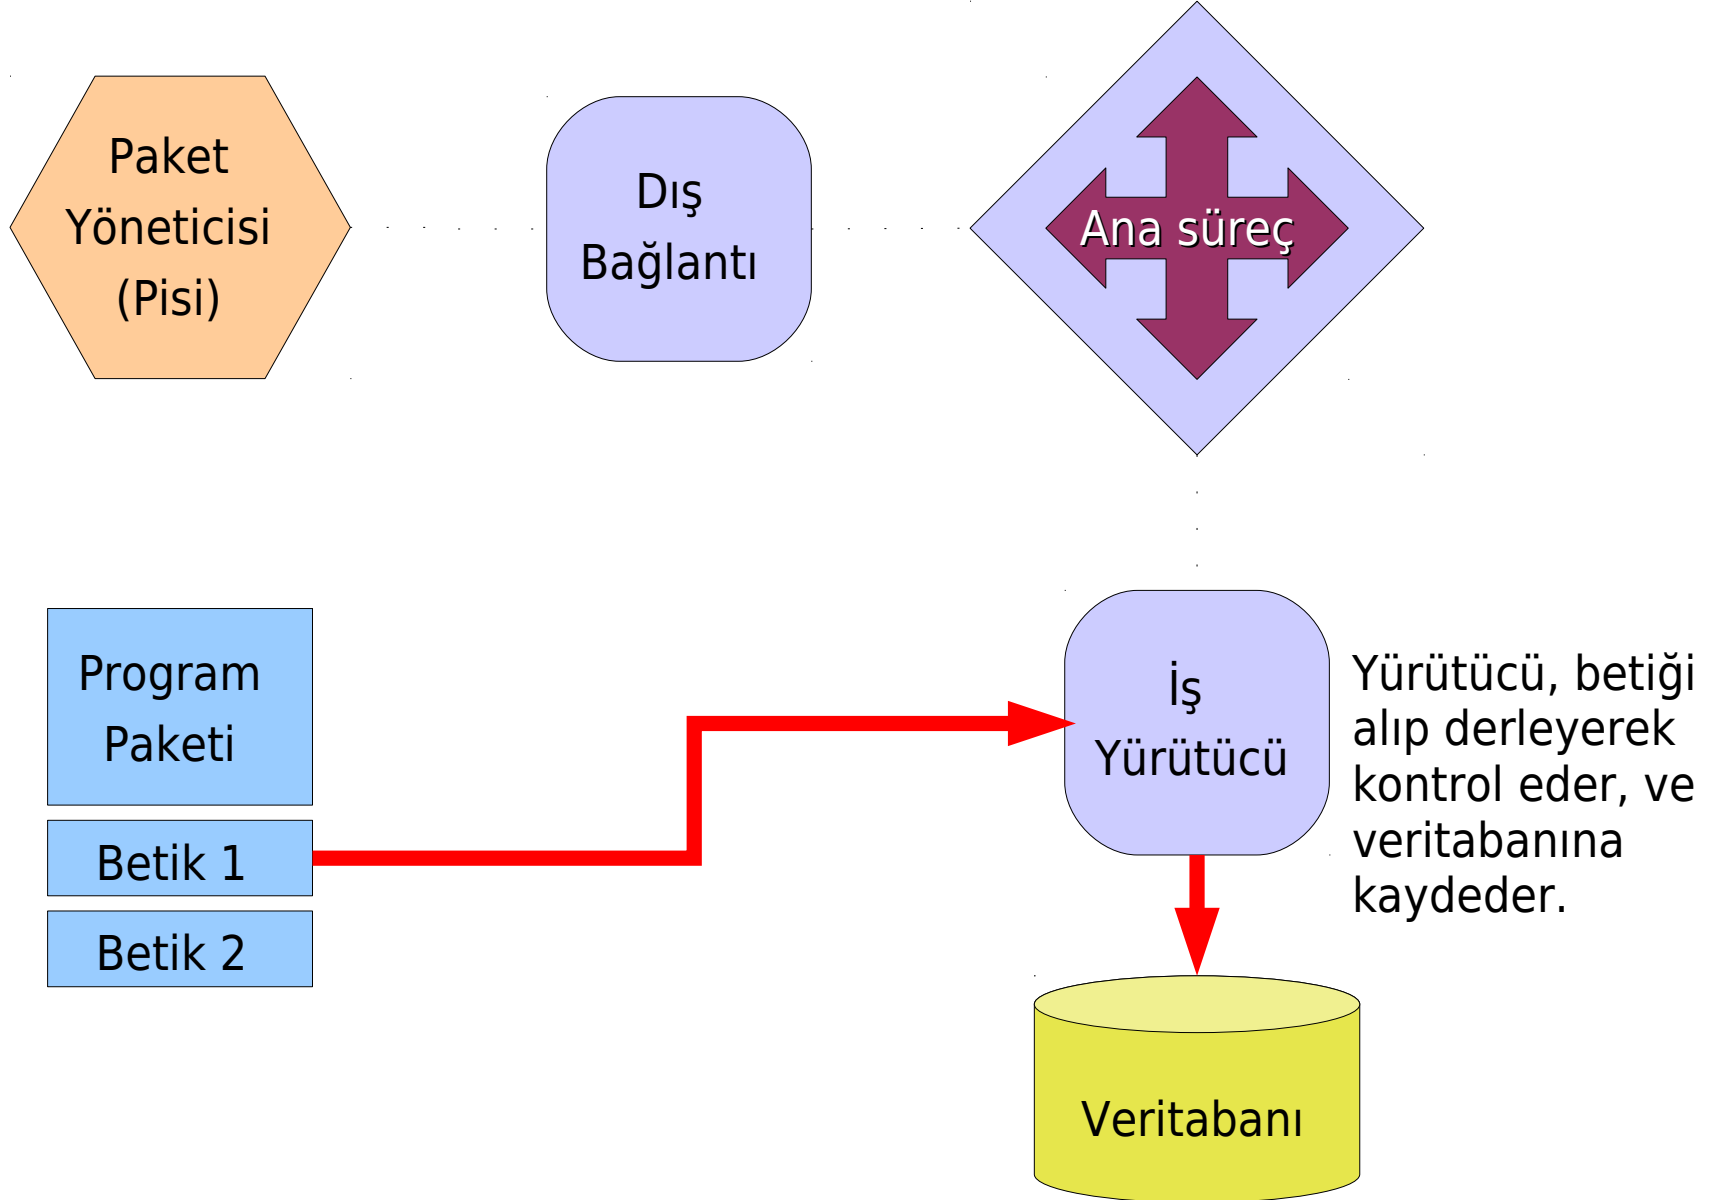 Paket
Yöneticisi
(Pisi)
Dış
Bağlantı
Ana süreç
Program
Paketi
Betik 1
Betik 2
İş
Yürütücü
Yürütücü, betiği
alıp derleyerek
kontrol eder, ve
veritabanına
kaydeder.
Veritabanı